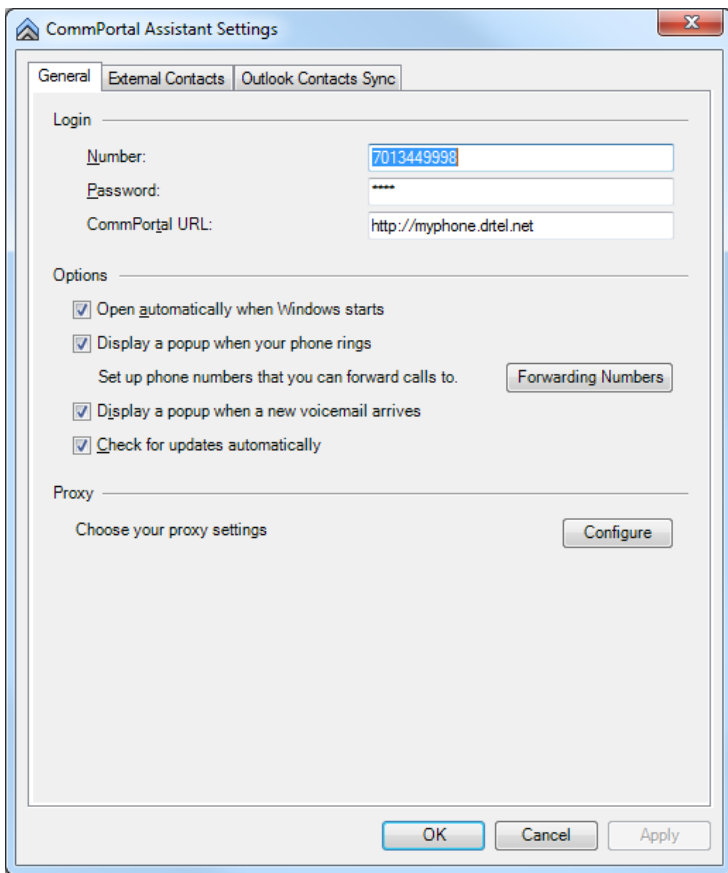 CommPortal Assistant Settings
General External Contacts Outlook Contacts Sync
Login
Number: 7013449998
Password: ****
CommPortal URL: http://myphone.drtel.net
Options
Open automatically when Windows starts
Display a popup when your phone rings
Set up phone numbers that you can forward calls to. Forwarding Numbers
Display a popup when a new voicemail arrives
Check for updates automatically
Proxy
Choose your proxy settings Configure
OK Cancel Apply